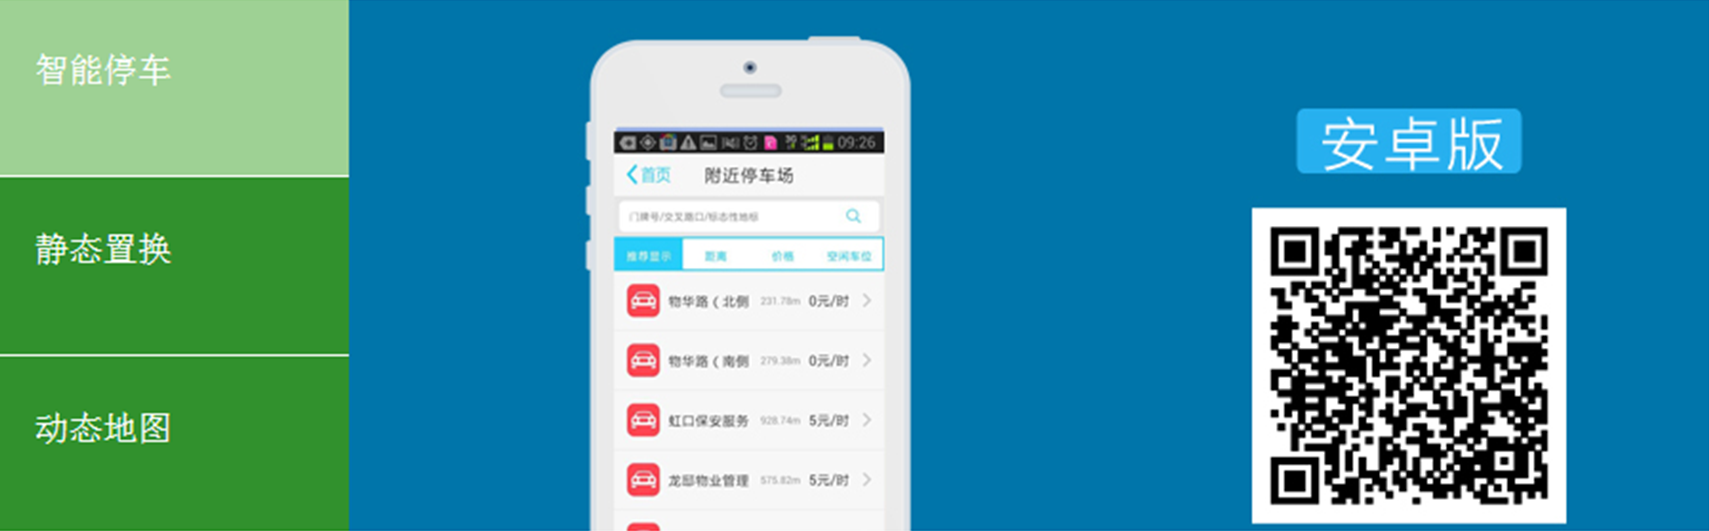 智能停车
静态置换
动态地图
09:26
首页 附近停车场
门牌号/交叉路口/标志性地标
推荐显示 距离 价格 空闲车位
物华路（北侧 231.78m 0元/时
物华路（南侧 279.38m 0元/时
虹口保安服务 928.74m 5元/时
龙邸物业管理 575.82m 5元/时
安卓版